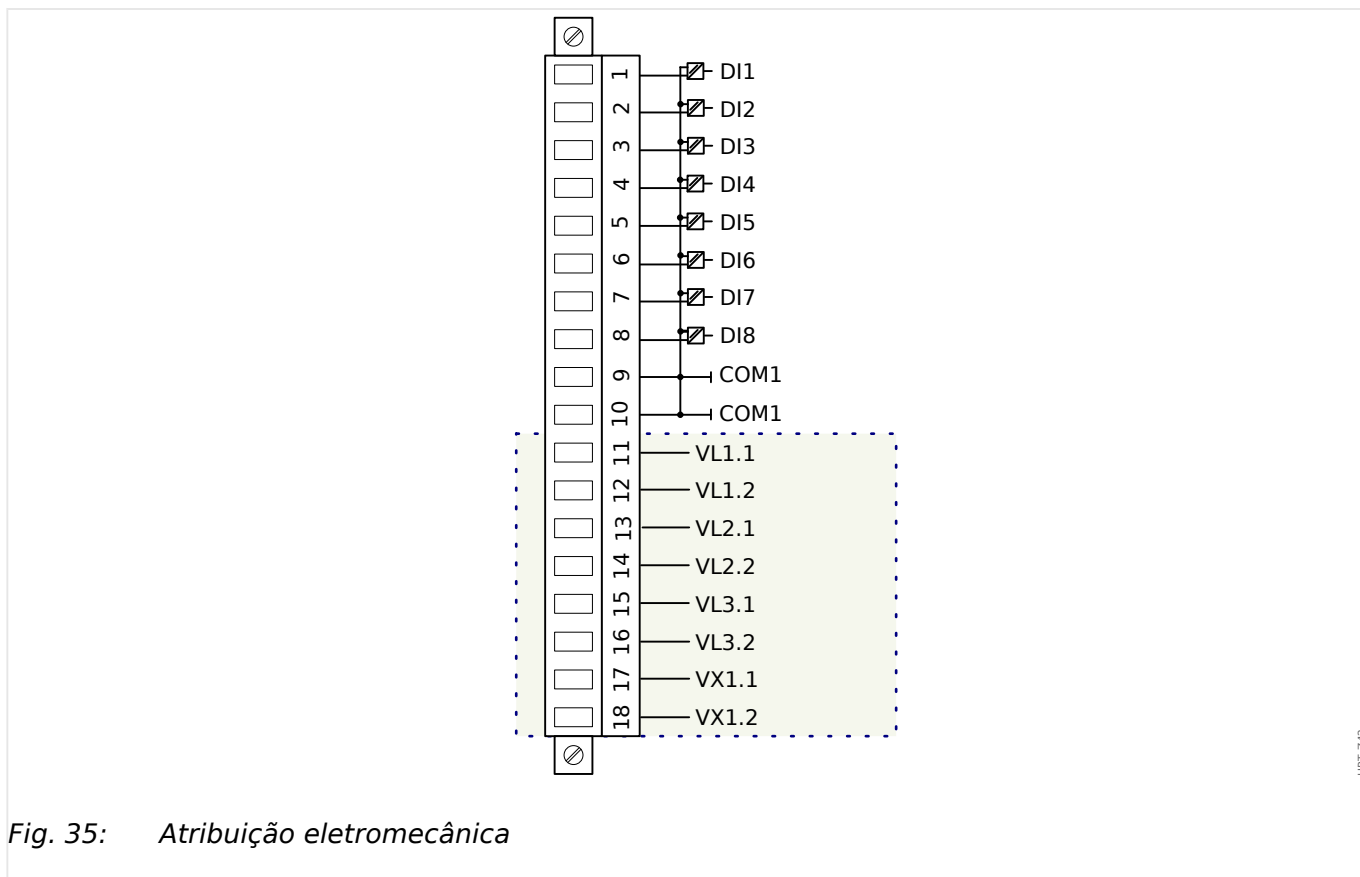 1 DI1
2 DI2
3 DI3
4 DI4
5 DI5
6 DI6
7 DI7
8 DI8
9 COM1
10 COM1
11 VL1.1
12 VL1.2
13 VL2.1
14 VL2.2
15 VL3.1
16 VL3.2
17 VX1.1
18 VX1.2
Fig. 35: Atribuição eletromecânica